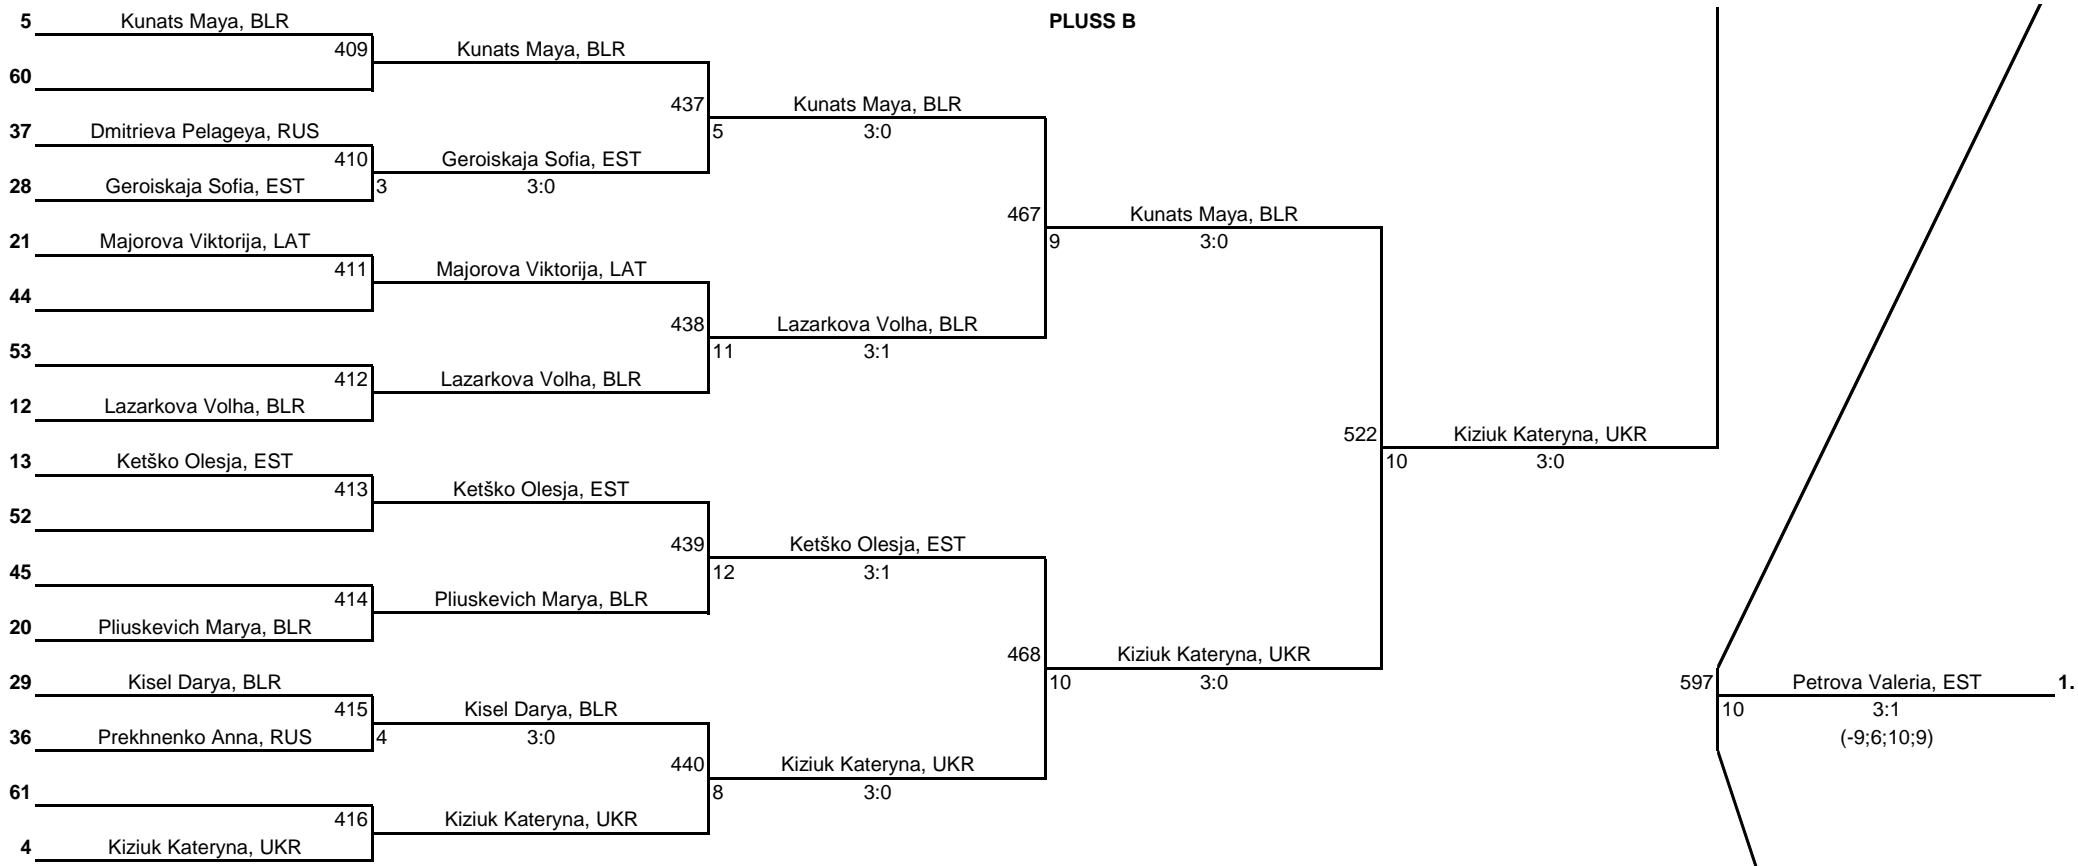 PLUSS B
5 Kunats Maya, BLR
409 Kunats Maya, BLR
60
437 Kunats Maya, BLR
5 3:0
37 Dmitrieva Pelageya, RUS
410 Geroiskaja Sofia, EST
28 Geroiskaja Sofia, EST 3 3:0
467 Kunats Maya, BLR
9 3:0
21 Majorova Viktorija, LAT
411 Majorova Viktorija, LAT
44
438 Lazarkova Volha, BLR
11 3:1
53
412 Lazarkova Volha, BLR
12 Lazarkova Volha, BLR
522 Kiziuk Kateryna, UKR
10 3:0
13 Ketško Olesja, EST
413 Ketško Olesja, EST
52
439 Ketško Olesja, EST
12 3:1
45
414 Pliuskevich Marya, BLR
20 Pliuskevich Marya, BLR
468 Kiziuk Kateryna, UKR
10 3:0
29 Kisel Darya, BLR
415 Kisel Darya, BLR
36 Prekhnenko Anna, RUS 4 3:0
597 Petrova Valeria, EST 1.
10 3:1
(-9;6;10;9)
440 Kiziuk Kateryna, UKR
8 3:0
61
416 Kiziuk Kateryna, UKR
4 Kiziuk Kateryna, UKR